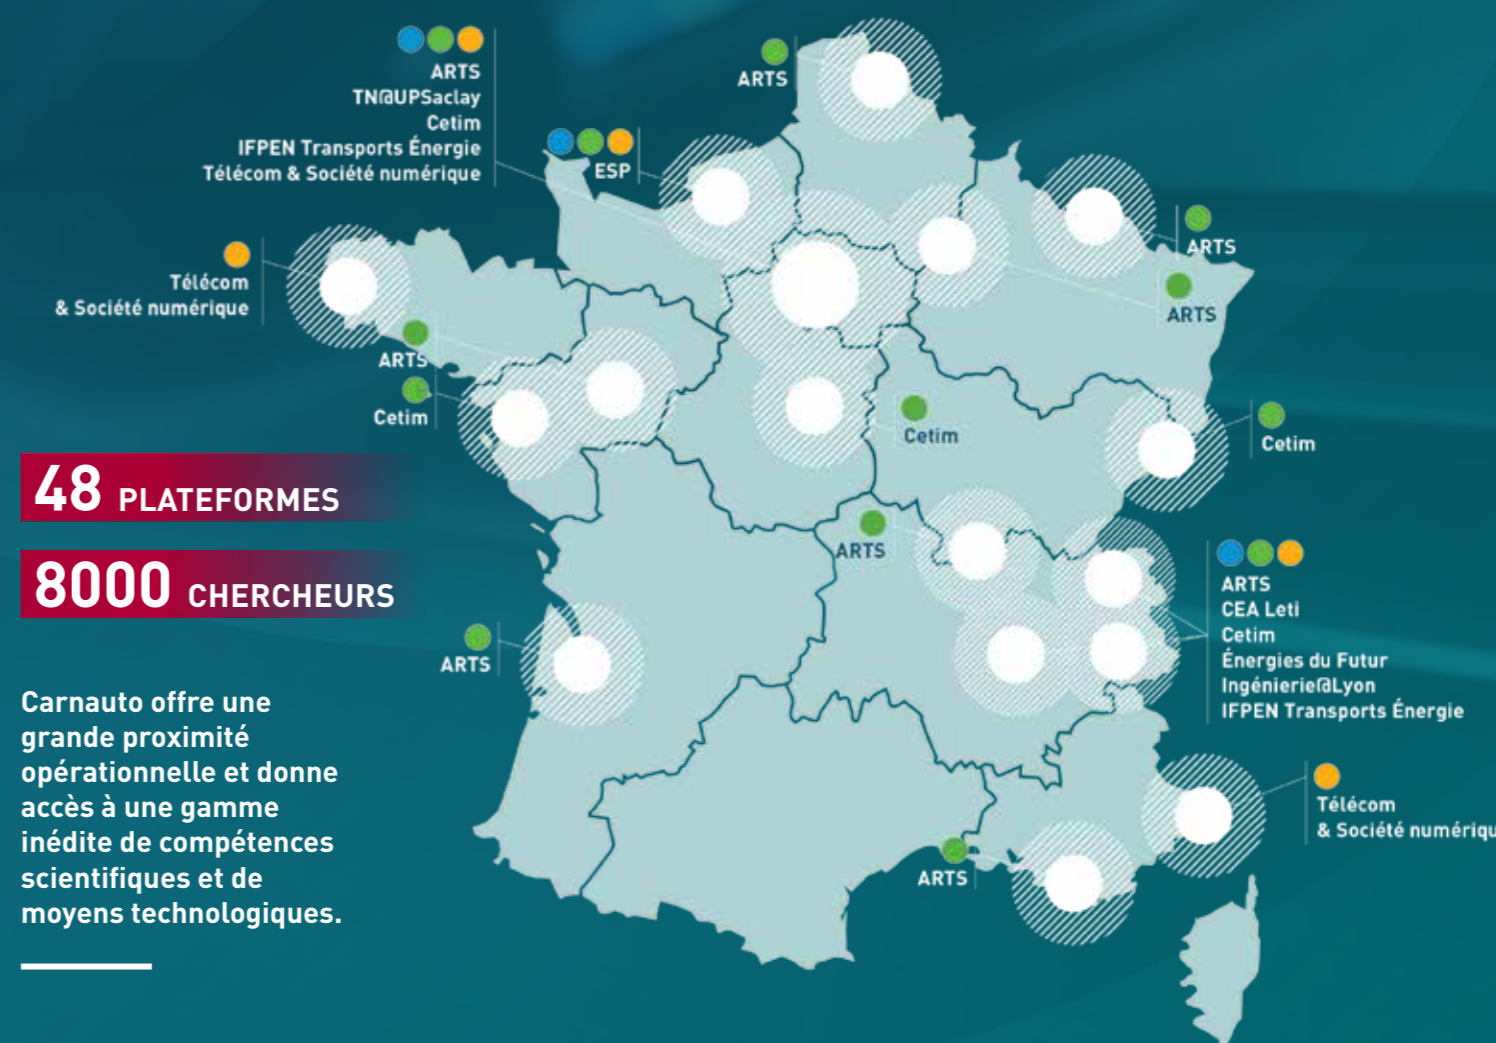 ARTS
TN@UPSaclay
Cetim
IFPEN Transports Énergie
Télécom & Société numérique
ARTS
ESP
ARTS
ARTS
Télécom
& Société numérique
ARTS
Cetim
Cetim
Cetim
48 PLATEFORMES
8000 CHERCHEURS
ARTS
ARTS
CEA Leti
Cetim
Énergies du Futur
Ingénierie@Lyon
IFPEN Transports Énergie
ARTS
Carnauto offre une
grande proximité
opérationnelle et donne
accès à une gamme
inédite de compétences
scientifiques et de
moyens technologiques.
Télécom
& Société numériqu
ARTS